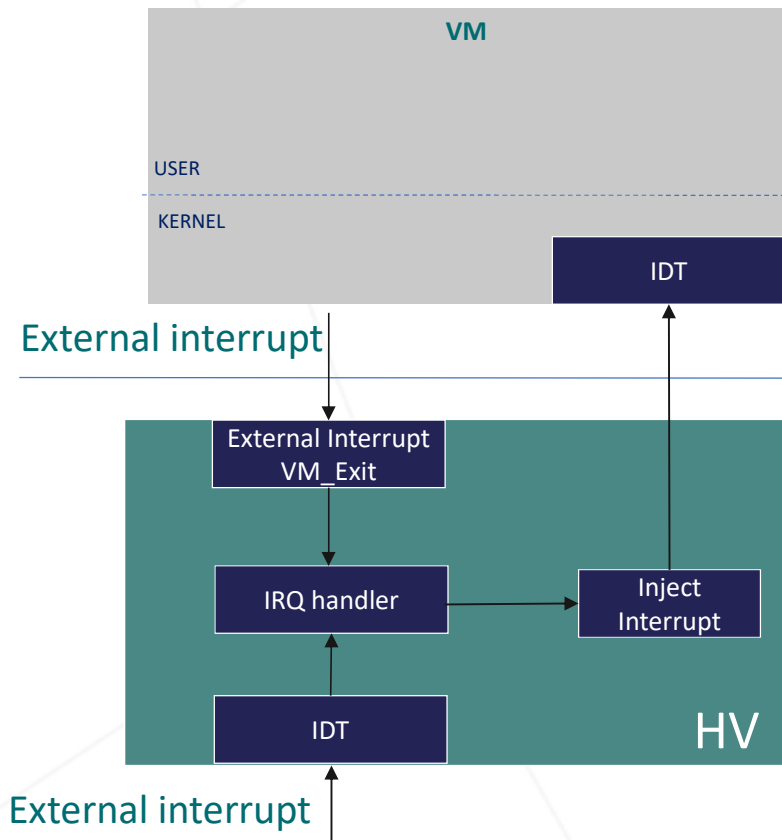 VM
USER
KERNEL
IDT
External interrupt
External Interrupt
VM_Exit
IRQ handler
Inject
Interrupt
IDT
HV
External interrupt